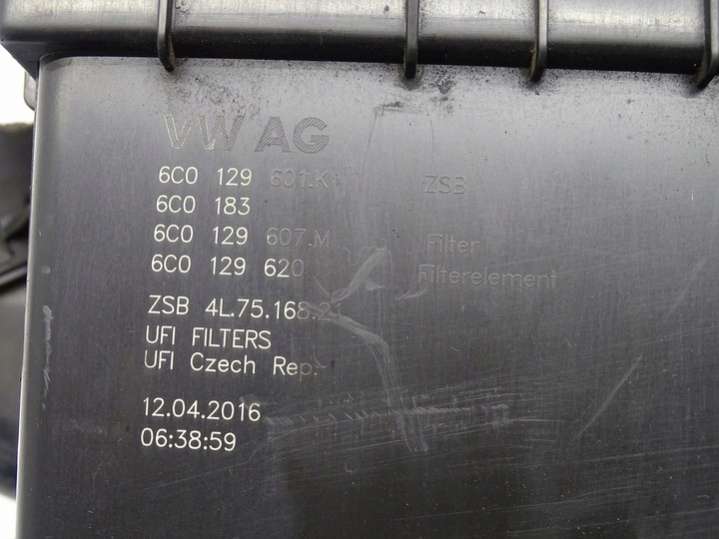 VW AG
6C0 129 601.K ZSB
6C0 183
6C0 129 607.M Filter
6C0 129 620 Filterelement
ZSB 4L.75.168.
UFI FILTERS
UFI Czech Rep.
12.04.2016
06:38:59